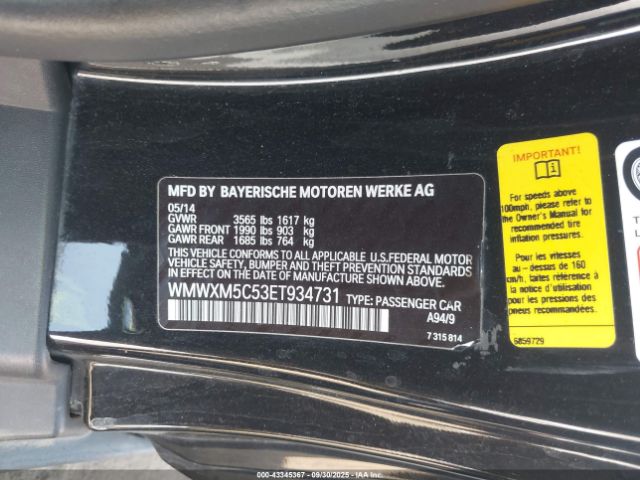 MFD BY BAYERISCHE MOTOREN WERKE AG
05/14
GVWR 3565 lbs 1617 kg
GAWR FRONT 1990 lbs 903 kg
GAWR REAR 1685 lbs 764 kg
THIS VEHICLE CONFORMS TO ALL APPLICABLE U.S.FEDERAL MOTOR
VEHICLE SAFETY, BUMPER AND THEFT PREVENTION STANDARDS
IN EFFECT ON THE DATE OF MANUFACTURE SHOWN ABOVE.
WMWXM5C53ET934731 TYPE: PASSENGER CAR
A94/9
7 315 814
IMPORTANT!
For speeds above
100mph, please refer to
the Owner's Manual for
recommended tire
inflation pressures.
Pour des vitesses
au - dessus de 160
km/h, faites référence à
la notice d'utilisation
pour les pressions en
pneus recommandées.
6859729
00-43345367 - 09/30/2025 - IAAI/Copart